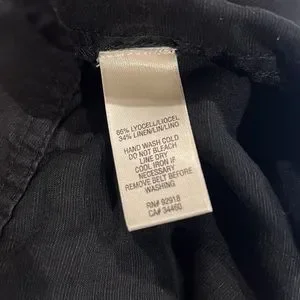 66% LYOCELL/LIOCEL
34% LINEN/LIN/LINO
HAND WASH COLD
DO NOT BLEACH
LINE DRY
COOL IRON IF
NECESSARY
REMOVE BELT BEFORE
WASHING
RN# 92918
CA# 34460